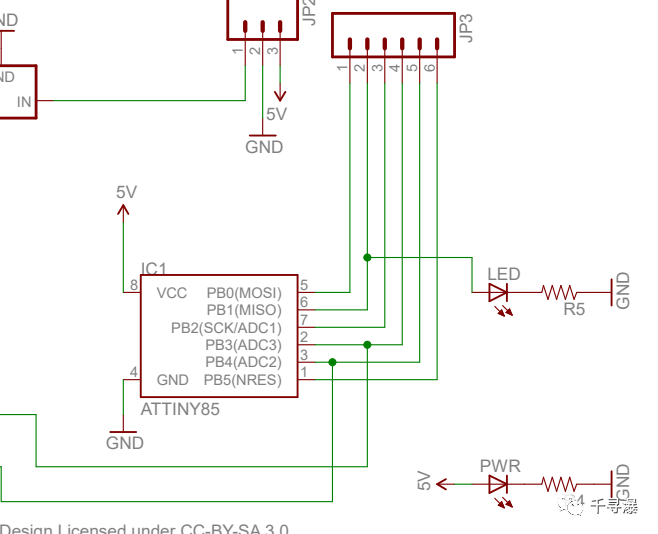 ND
JP2
JP3
1
2
3
1
2
3
4
5
6
ND
IN
5V
GND
5V
IC1
8
VCC
PB0(MOSI)
5
PB1(MISO)
6
PB2(SCK/ADC1)
7
PB3(ADC3)
2
PB4(ADC2)
3
4
GND
PB5(NRES)
1
ATTINY85
GND
LED
R5
GND
5V
PWR
GND
千寻瀑
Design Licensed under CC-BY-SA 3.0